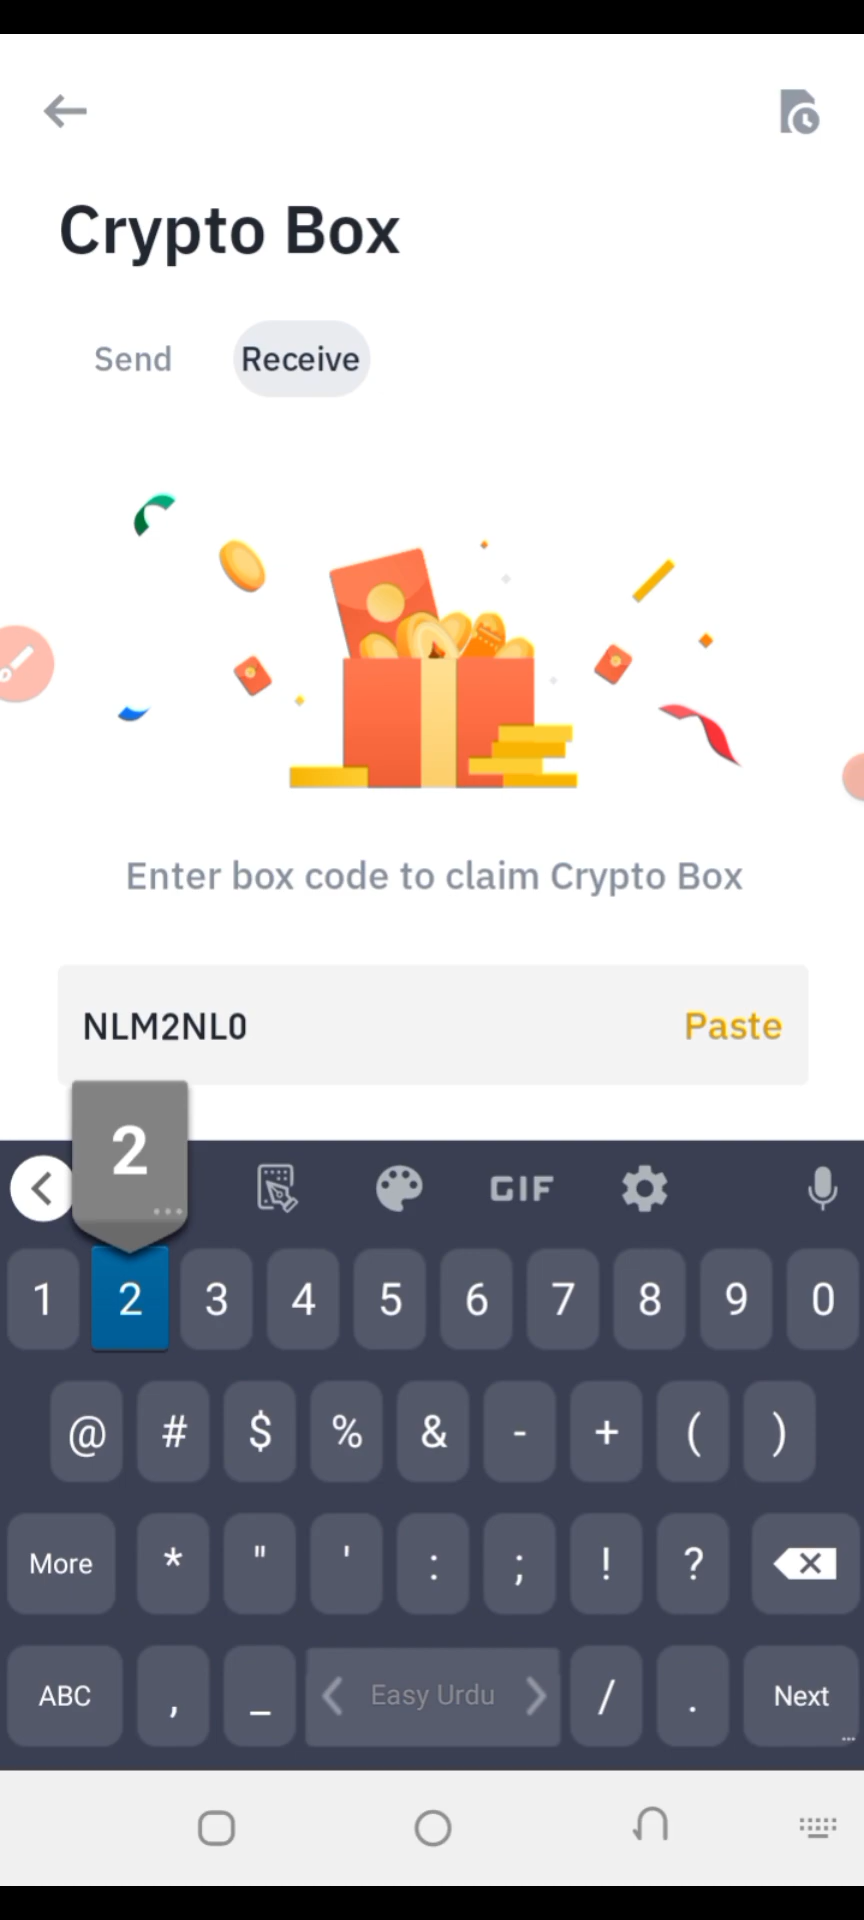 Crypto Box
Send Receive
Enter box code to claim Crypto Box
NLM2NL0 Paste
2
GIF
1 2 3 4 5 6 7 8 9 0
@ # $ % & - + ( )
More * " ' : ; ! ?
ABC , _ Easy Urdu / . Next